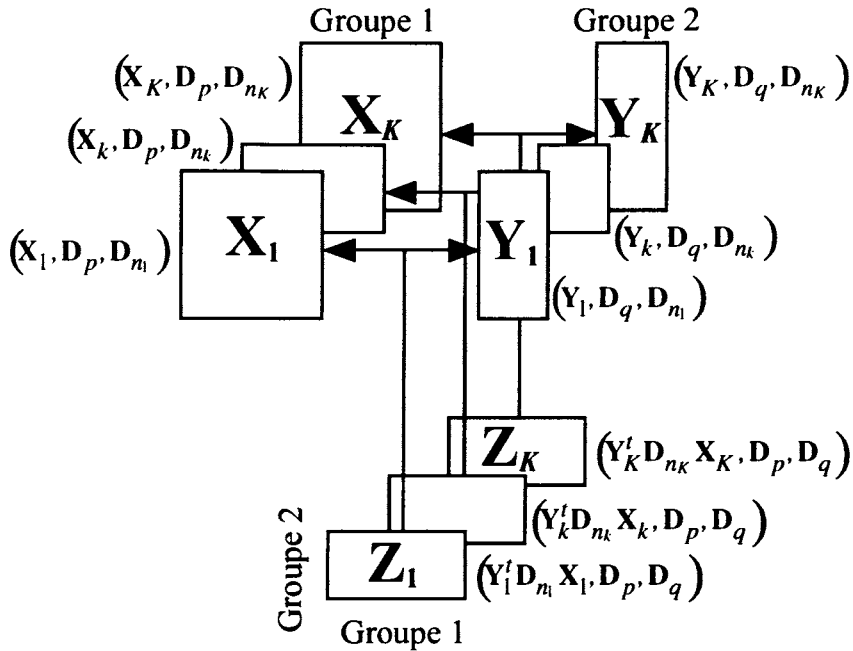 Groupe 1
Groupe 2
(X_K, D_p, D_{n_K})
X_K
Y_K
(Y_K, D_q, D_{n_K})
(X_k, D_p, D_{n_k})
(X_1, D_p, D_{n_1})
X_1
Y_1
(Y_k, D_q, D_{n_k})
(Y_1, D_q, D_{n_1})
Z_K
(Y_K^t D_{n_K} X_K, D_p, D_q)
(Y_k^t D_{n_k} X_k, D_p, D_q)
Groupe 2
Z_1
(Y_1^t D_{n_1} X_1, D_p, D_q)
Groupe 1